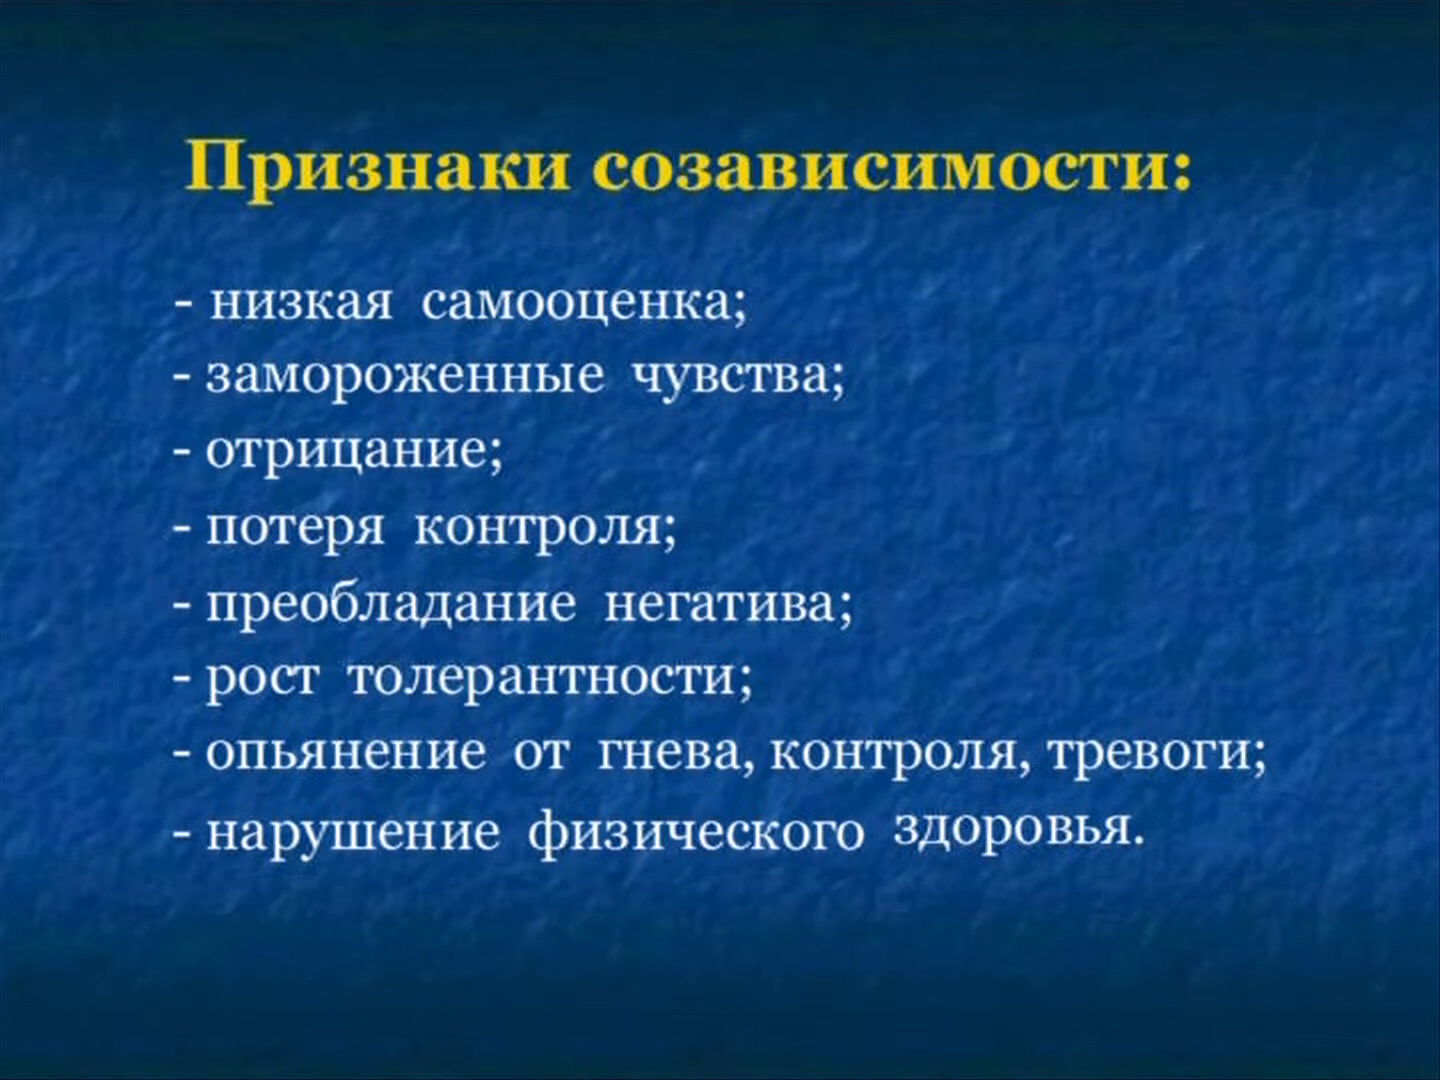 Признаки созависимости:
- низкая самооценка;
- замороженные чувства;
- отрицание;
- потеря контроля;
- преобладание негатива;
- рост толерантности;
- опьянение от гнева, контроля, тревоги;
- нарушение физического здоровья.